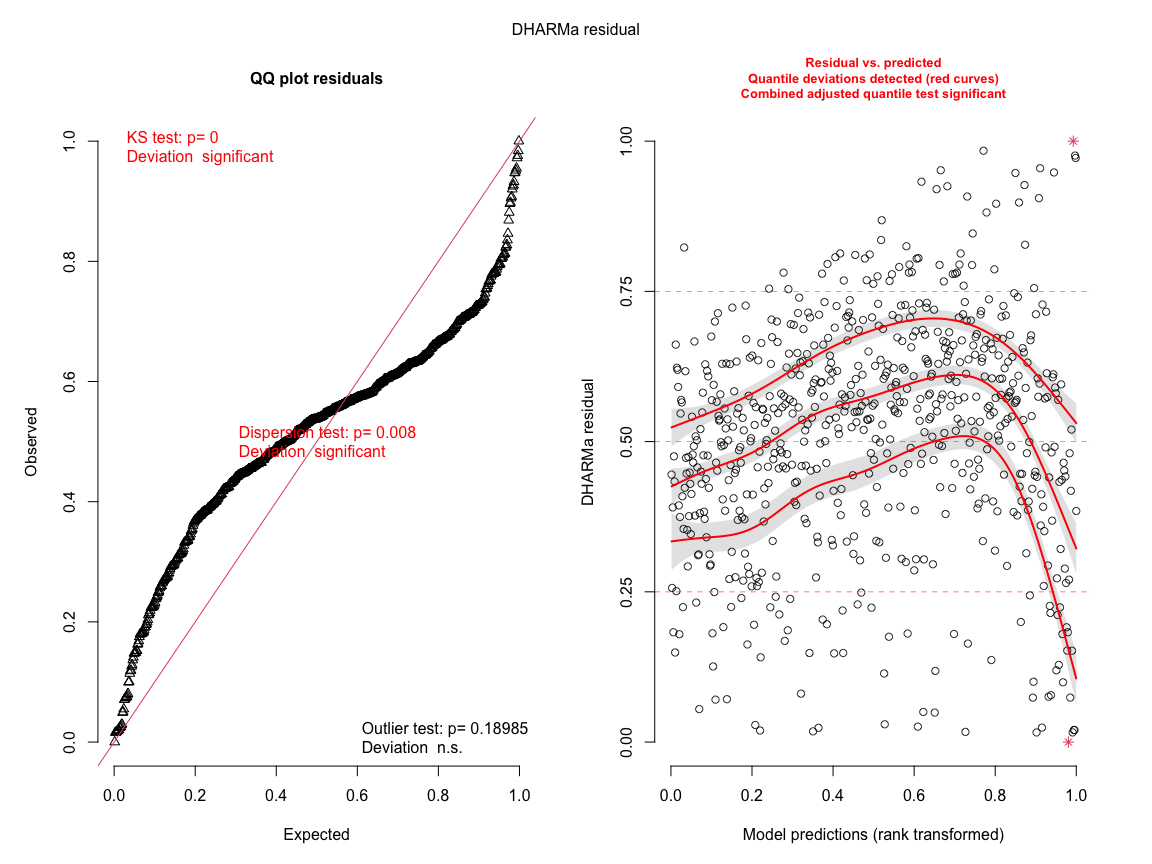 DHARMa residual
QQ plot residuals
KS test: p= 0
Deviation  significant
Dispersion test: p= 0.008
Deviation  significant
Outlier test: p= 0.18985
Deviation  n.s.
Observed
0.0
0.2
0.4
0.6
0.8
1.0
0.0 0.2 0.4 0.6 0.8 1.0
Expected
Residual vs. predicted
Quantile deviations detected (red curves)
Combined adjusted quantile test significant
DHARMa residual
0.00
0.25
0.50
0.75
1.00
0.0 0.2 0.4 0.6 0.8 1.0
Model predictions (rank transformed)